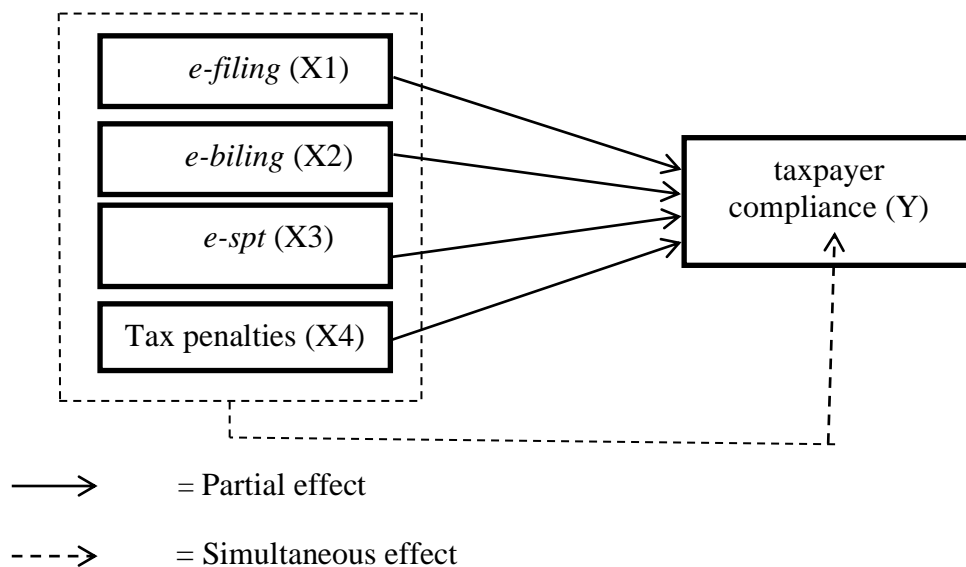 e-filing (X1)
e-biling (X2)
e-spt (X3)
Tax penalties (X4)
taxpayer
compliance (Y)
= Partial effect
= Simultaneous effect